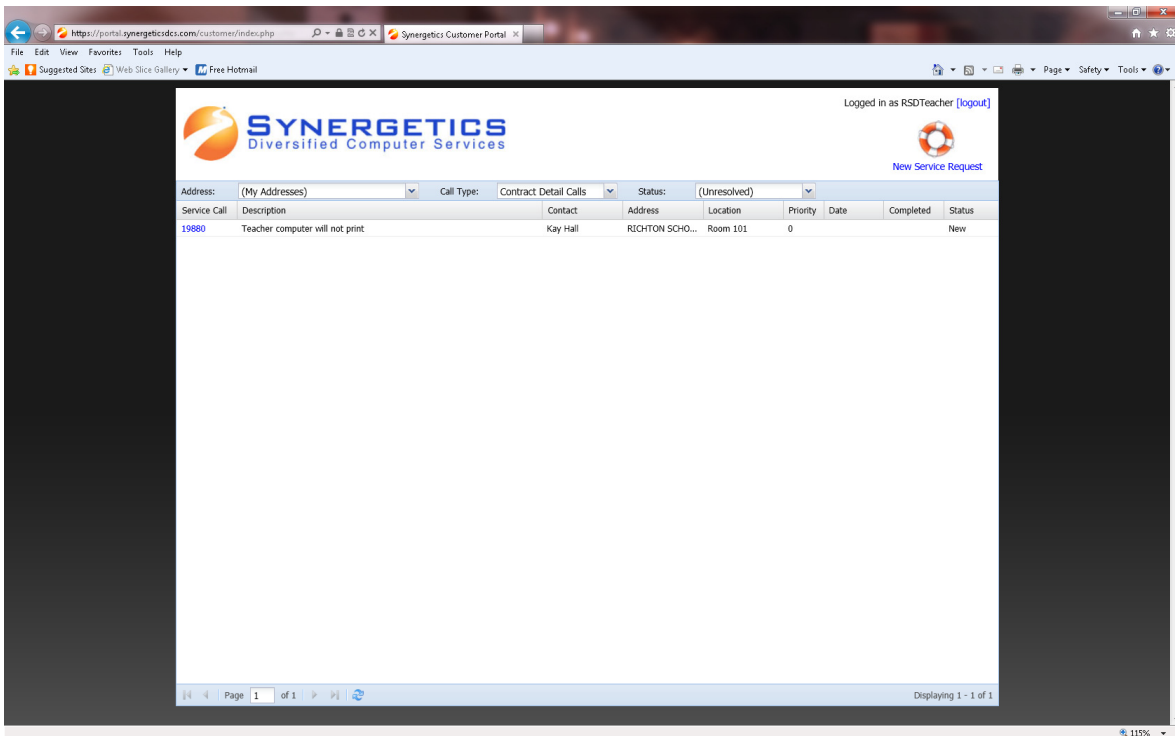 https://portal.synergeticsdcs.com/customer/index.php
Synergetics Customer Portal
File Edit View Favorites Tools Help
Suggested Sites Web Slice Gallery Free Hotmail
Page Safety Tools
Logged in as RSDTeacher [logout]
SYNERGETICS
Diversified Computer Services
New Service Request
Address: (My Addresses) Call Type: Contract Detail Calls Status: (Unresolved)
Service Call Description Contact Address Location Priority Date Completed Status
19880 Teacher computer will not print Kay Hall RICHTON SCHO... Room 101 0 New
Page 1 of 1 Displaying 1 - 1 of 1
115%